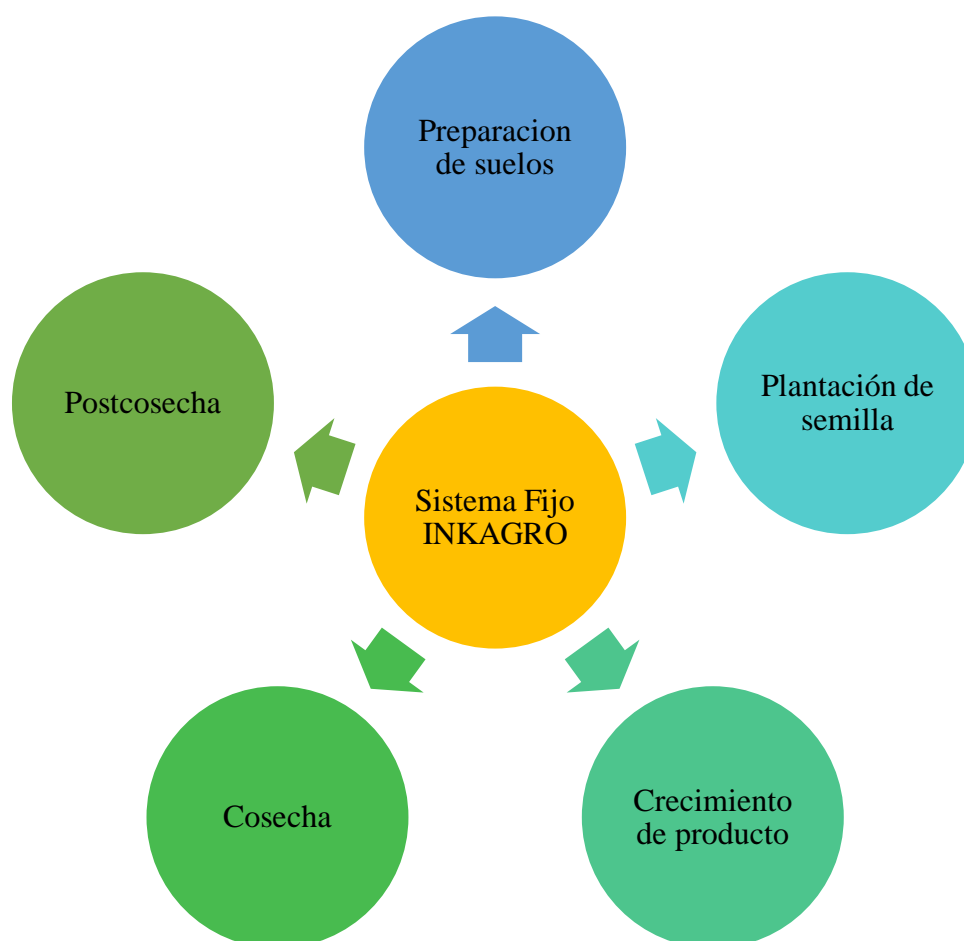 Preparacion
de suelos
Plantación de
semilla
Postcosecha
Sistema Fijo
INKAGRO
Crecimiento
de producto
Cosecha